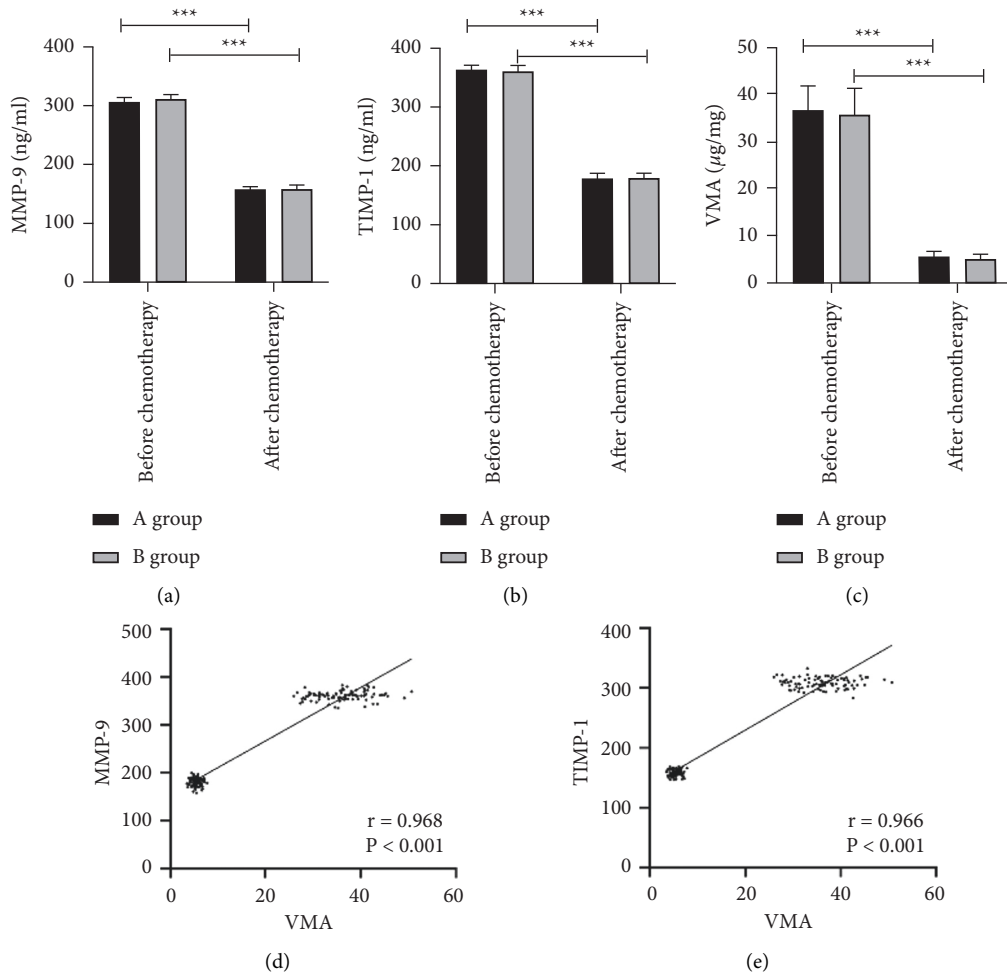 ***
***
400
300
200
100
0
MMP-9 (ng/ml)
Before chemotherapy
After chemotherapy
A group
B group
(a)
***
***
400
300
200
100
0
TIMP-1 (ng/ml)
Before chemotherapy
After chemotherapy
A group
B group
(b)
***
***
50
40
30
20
10
0
VMA (µg/mg)
Before chemotherapy
After chemotherapy
A group
B group
(c)
500
400
300
200
100
0
MMP-9
r = 0.968
P < 0.001
0 20 40 60
VMA
(d)
400
300
200
100
0
TIMP-1
r = 0.966
P < 0.001
0 20 40 60
VMA
(e)